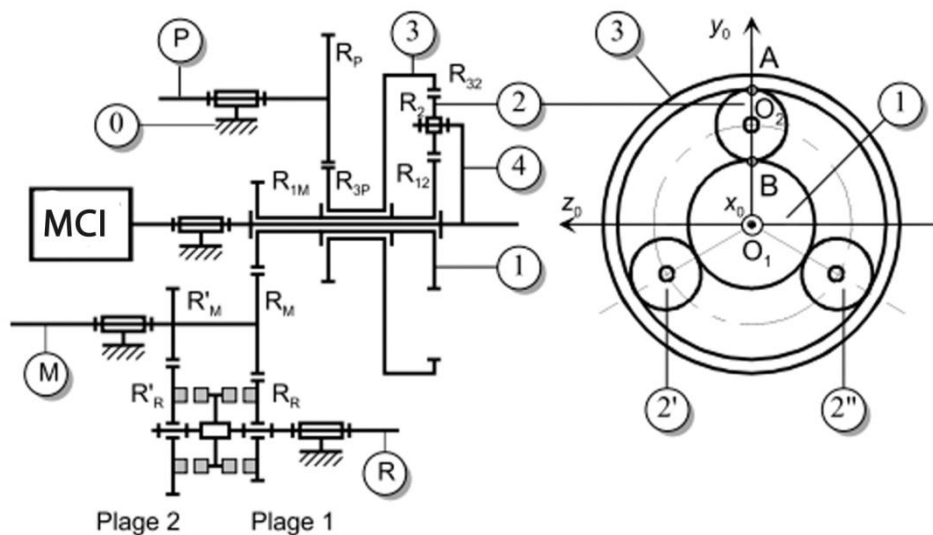 P
R_P
3
R_32
y_0
3
A
0
R_2
2
O_2
1
R_1M
R_3P
R_12
4
B
MCI
z_0
x_0
O_1
1
R'_M
R_M
M
R'_R
R_R
2'
2"
R
Plage 2 Plage 1